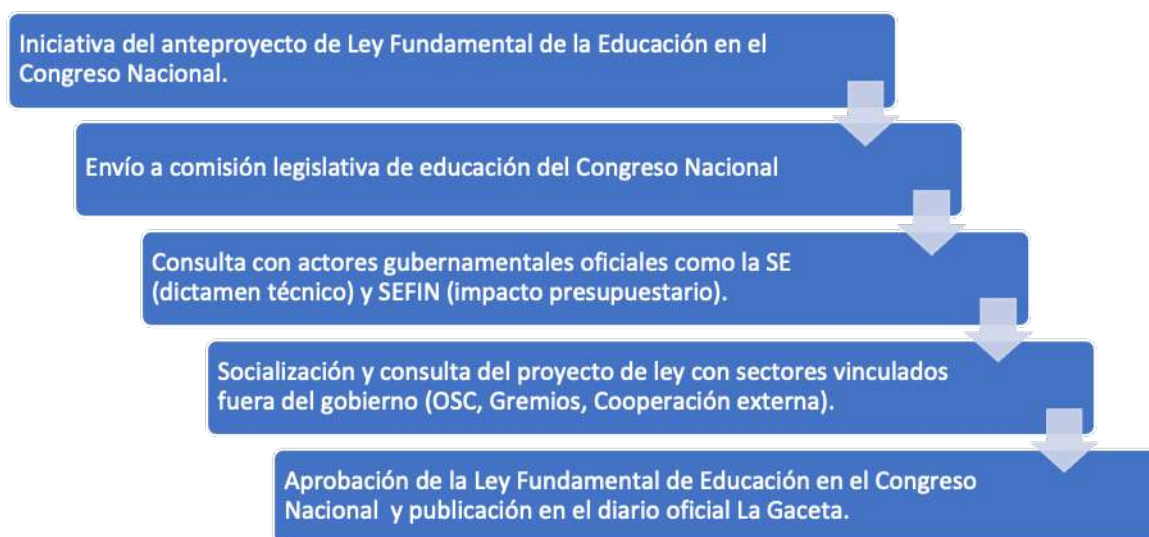 Iniciativa del anteproyecto de Ley Fundamental de la Educación en el
Congreso Nacional.
Envío a comisión legislativa de educación del Congreso Nacional
Consulta con actores gubernamentales oficiales como la SE
(dictamen técnico) y SEFIN (impacto presupuestario).
Socialización y consulta del proyecto de ley con sectores vinculados
fuera del gobierno (OSC, Gremios, Cooperación externa).
Aprobación de la Ley Fundamental de Educación en el Congreso
Nacional y publicación en el diario oficial La Gaceta.